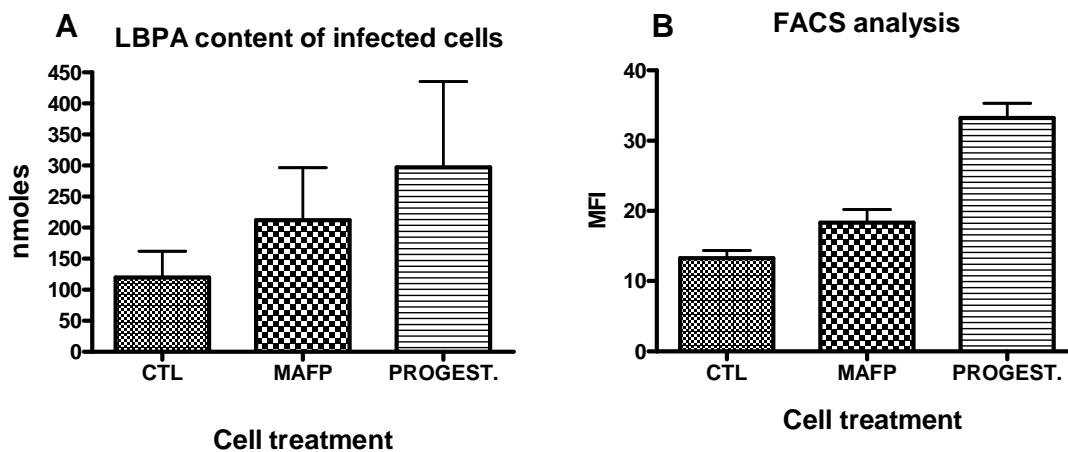 A
LBPA content of infected cells
450
400
350
300
250
200
150
100
50
0
nmoles
CTL MAFP PROGEST.
Cell treatment
B
FACS analysis
40
30
20
10
0
MFI
CTL MAFP PROGEST.
Cell treatment